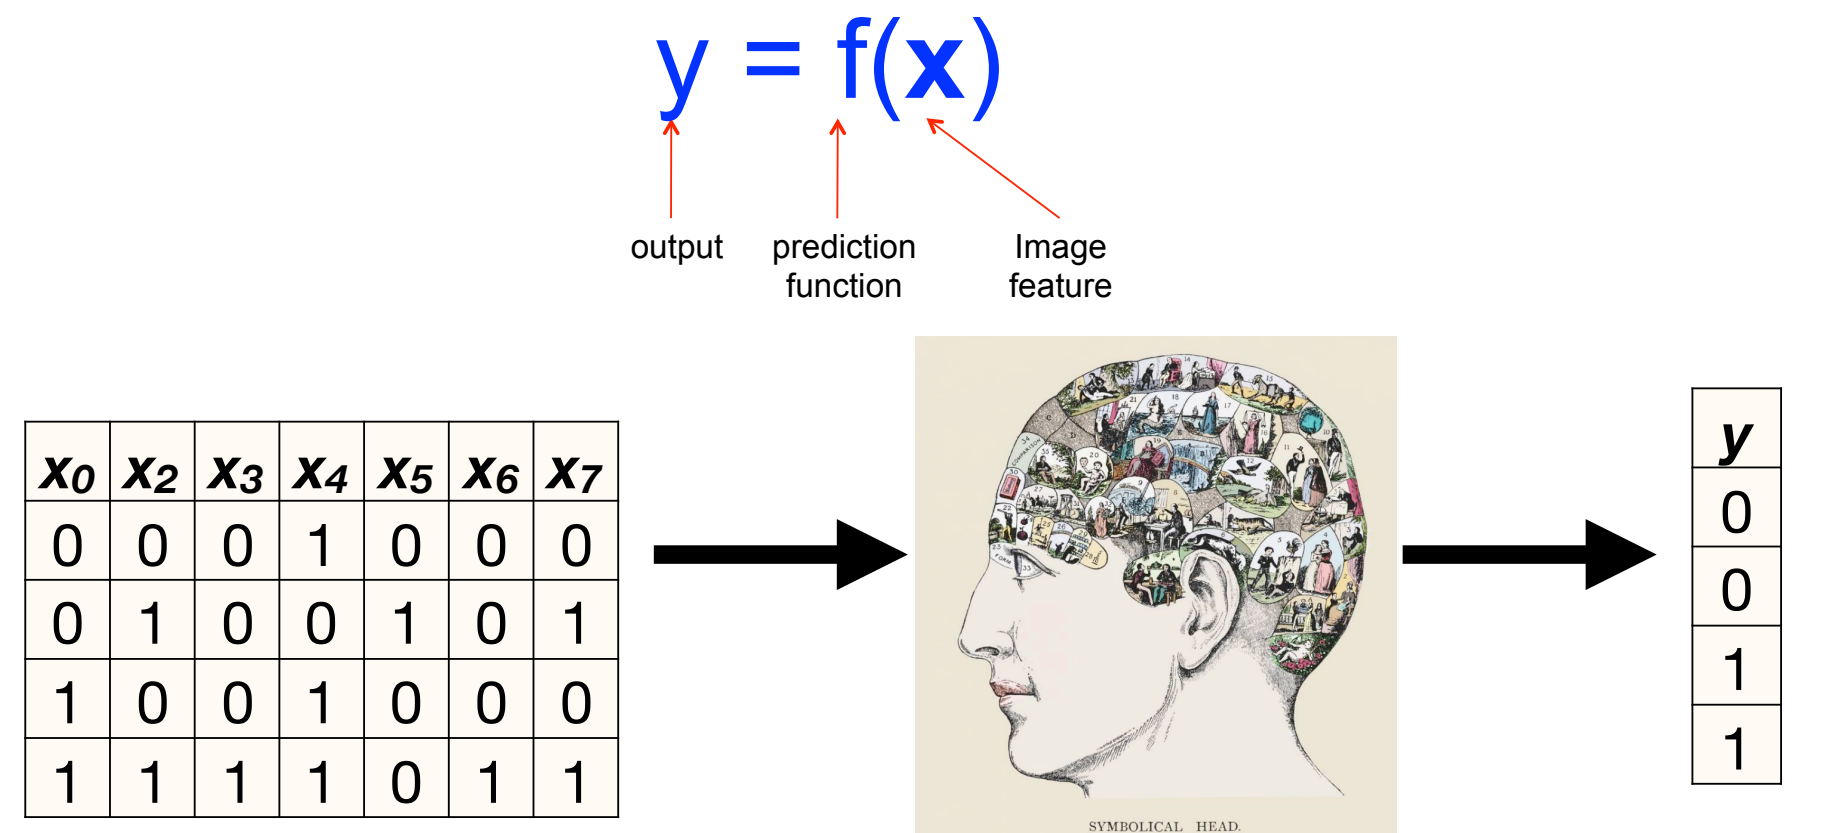 y = f(x)
output prediction function Image feature
x0 x2 x3 x4 x5 x6 x7
0 0 0 1 0 0 0
0 1 0 0 1 0 1
1 0 0 1 0 0 0
1 1 1 1 0 1 1
y
0
0
1
1
SYMBOLICAL HEAD.